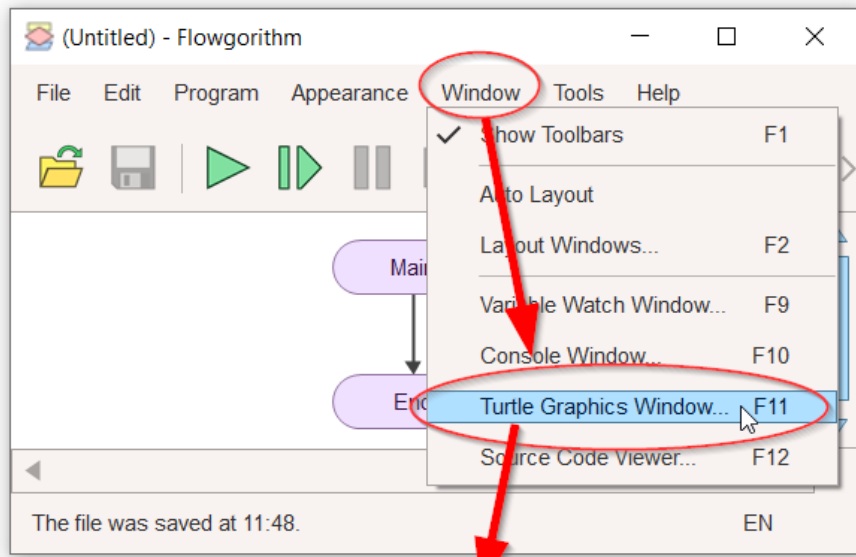 (Untitled) - Flowgorithm
File Edit Program Appearance Window Tools Help
Show Toolbars F1
Auto Layout
Layout Windows... F2
Variable Watch Window... F9
Console Window... F10
Turtle Graphics Window... F11
Source Code Viewer... F12
The file was saved at 11:48. EN